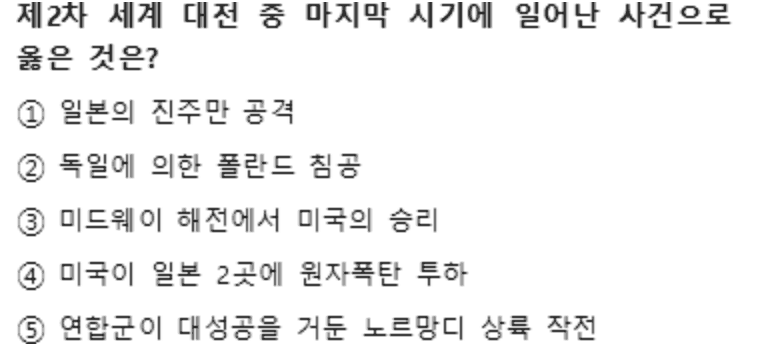 제2차 세계 대전 중 마지막 시기에 일어난 사건으로
옳은 것은?
① 일본의 진주만 공격
② 독일에 의한 폴란드 침공
③ 미드웨이 해전에서 미국의 승리
④ 미국이 일본 2곳에 원자폭탄 투하
⑤ 연합군이 대성공을 거둔 노르망디 상륙 작전